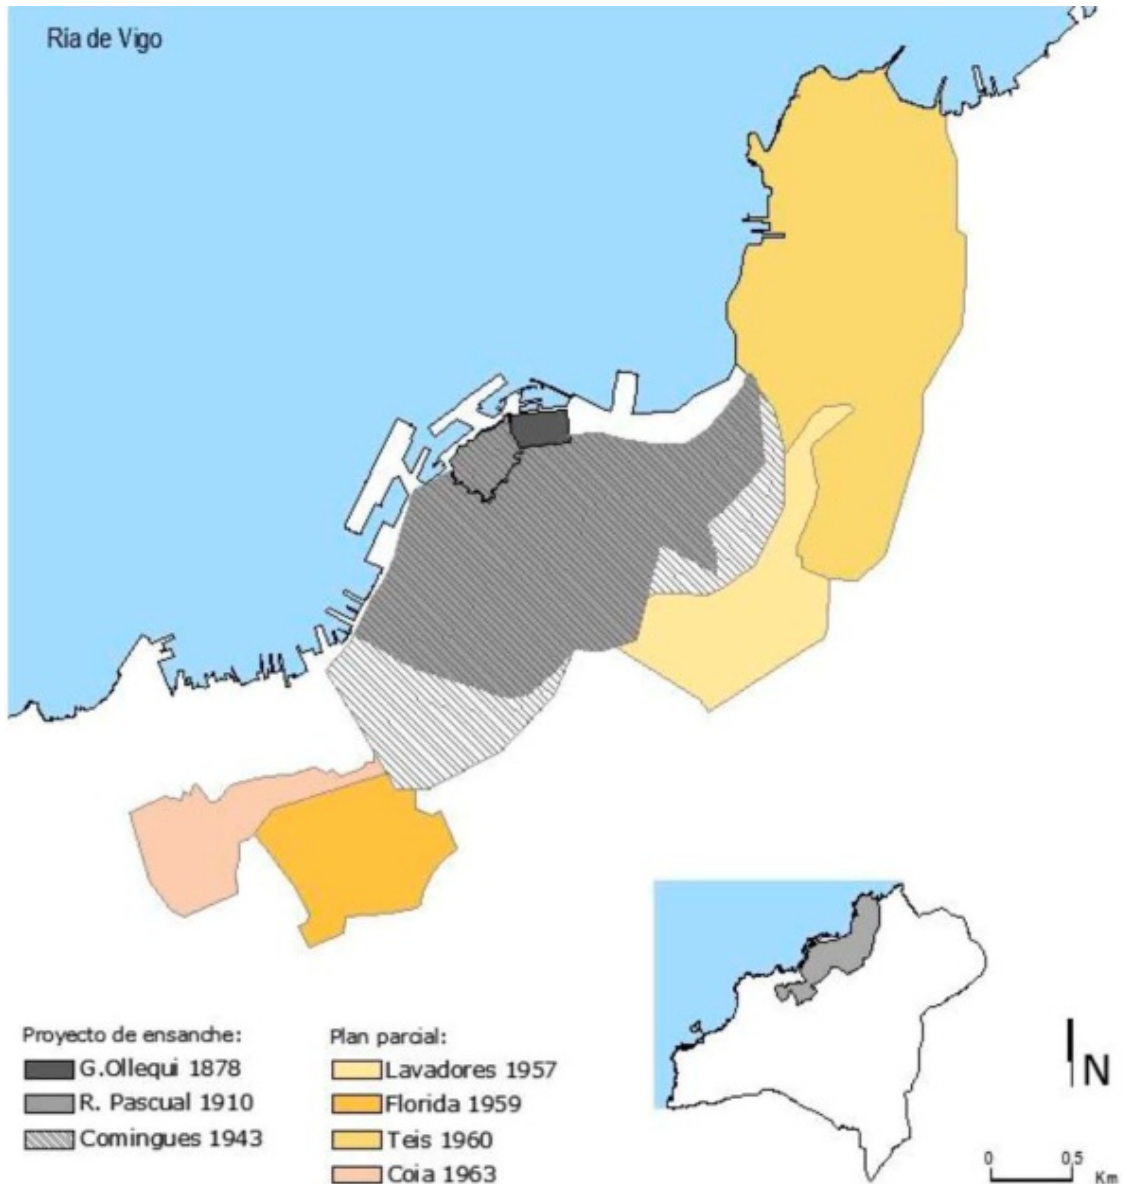 Ría de Vigo
Proyecto de ensanche:
G.Ollequi 1878
R. Pascual 1910
Comingues 1943
Plan parcial:
Lavadores 1957
Florida 1959
Teis 1960
Coia 1963
N
0 0,5
Km